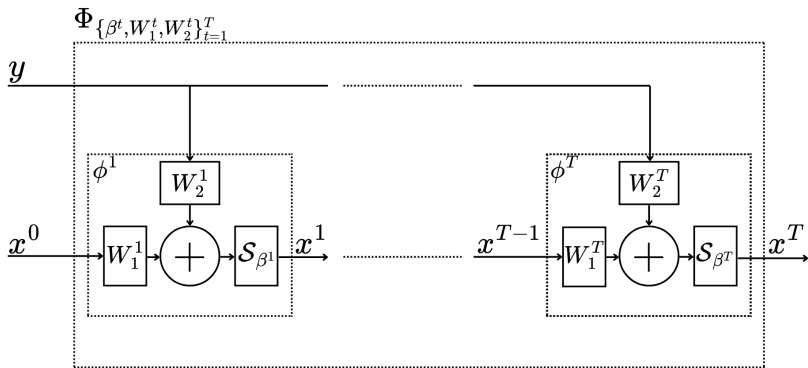 Φ_{β^t,W_1^t,W_2^t}_{t=1}^T
y
ϕ^1 ϕ^T
W_2^1 W_2^T
x^0 W_1^1 + S_{β^1} x^1 x^{T−1} W_1^T + S_{β^T} x^T